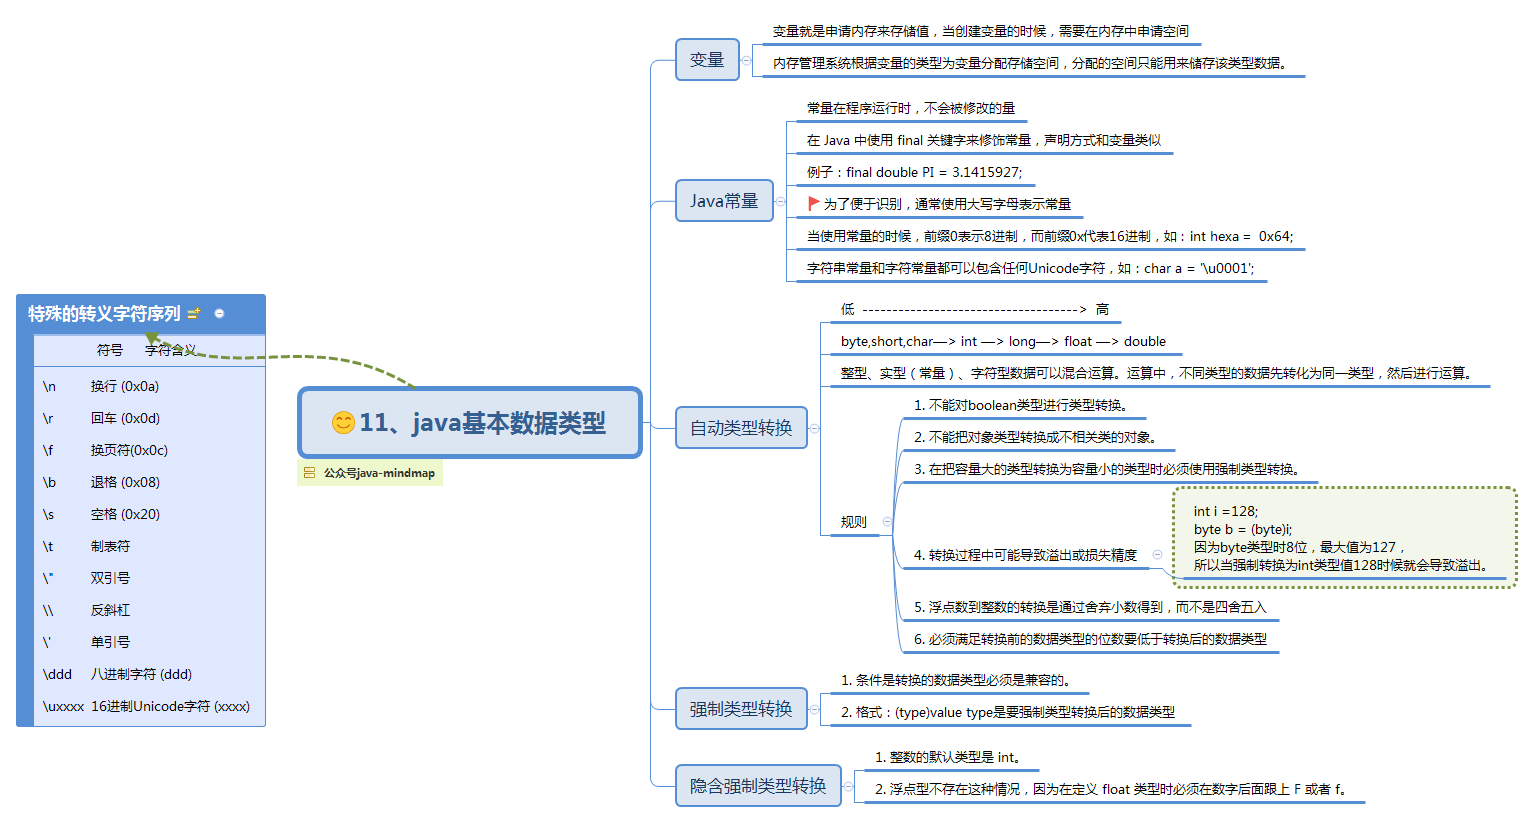 特殊的转义字符序列
符号 字符含义
\n 换行 (0x0a)
\r 回车 (0x0d)
\f 换页符(0x0c)
\b 退格 (0x08)
\s 空格 (0x20)
\t 制表符
\" 双引号
\\ 反斜杠
\' 单引号
\ddd 八进制字符 (ddd)
\uxxxx 16进制Unicode字符 (xxxx)
11、java基本数据类型
公众号java-mindmap
变量
变量就是申请内存来存储值，当创建变量的时候，需要在内存中申请空间
内存管理系统根据变量的类型为变量分配存储空间，分配的空间只能用来储存该类型数据。
Java常量
常量在程序运行时，不会被修改的量
在 Java 中使用 final 关键字来修饰常量，声明方式和变量类似
例子：final double PI = 3.1415927;
为了便于识别，通常使用大写字母表示常量
当使用常量的时候，前缀0表示8进制，而前缀0x代表16进制，如：int hexa =  0x64;
字符串常量和字符常量都可以包含任何Unicode字符，如：char a = '\u0001';
自动类型转换
低 ------------------------------------> 高
byte,short,char—> int —> long—> float —> double
整型、实型（常量）、字符型数据可以混合运算。运算中，不同类型的数据先转化为同一类型，然后进行运算。
规则
1. 不能对boolean类型进行类型转换。
2. 不能把对象类型转换成不相关类的对象。
3. 在把容量大的类型转换为容量小的类型时必须使用强制类型转换。
4. 转换过程中可能导致溢出或损失精度
int i =128;
byte b = (byte)i;
因为byte类型时8位，最大值为127，
所以当强制转换为int类型值128时候就会导致溢出。
5. 浮点数到整数的转换是通过舍弃小数得到，而不是四舍五入
6. 必须满足转换前的数据类型的位数要低于转换后的数据类型
强制类型转换
1. 条件是转换的数据类型必须是兼容的。
2. 格式：(type)value type是要强制类型转换后的数据类型
隐含强制类型转换
1. 整数的默认类型是 int。
2. 浮点型不存在这种情况，因为在定义 float 类型时必须在数字后面跟上 F 或者 f。